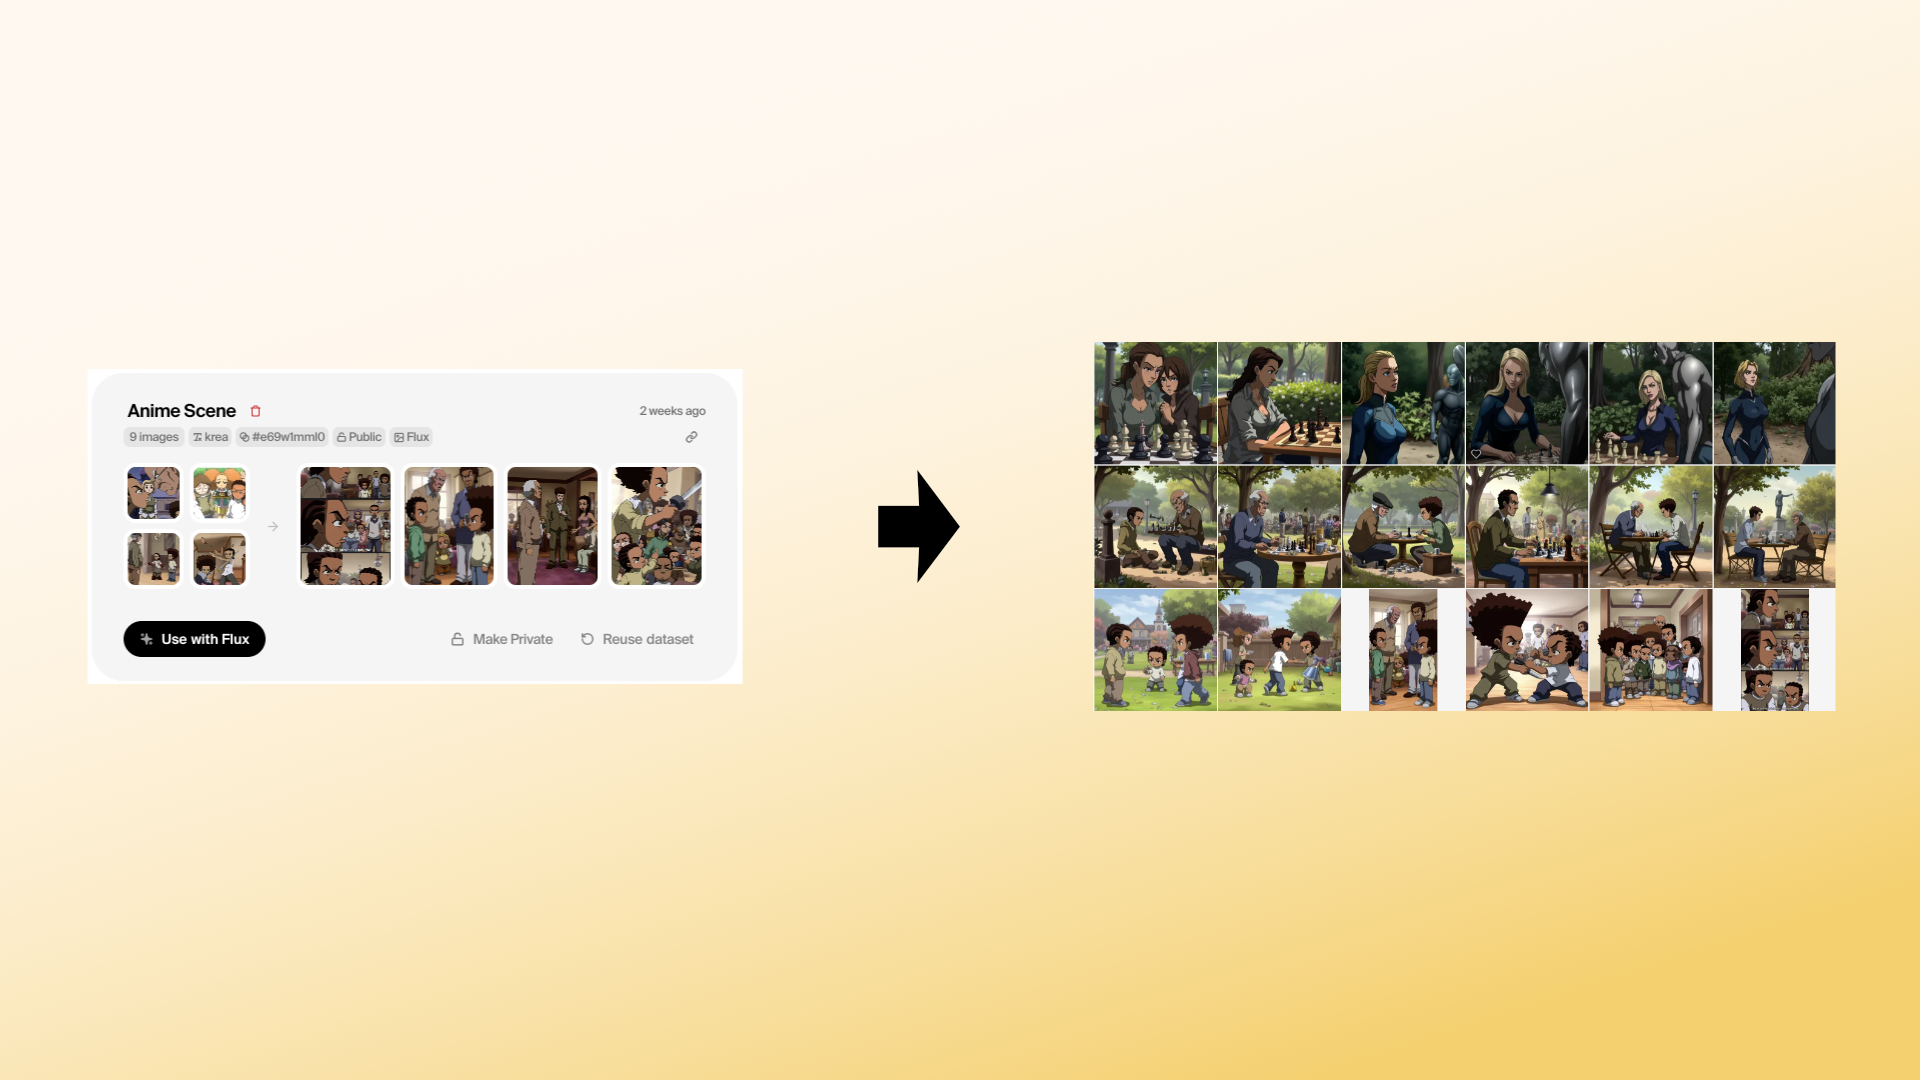 Anime Scene
2 weeks ago
9 images
krea
#e69w1mml0
Public
Flux
Use with Flux
Make Private
Reuse dataset